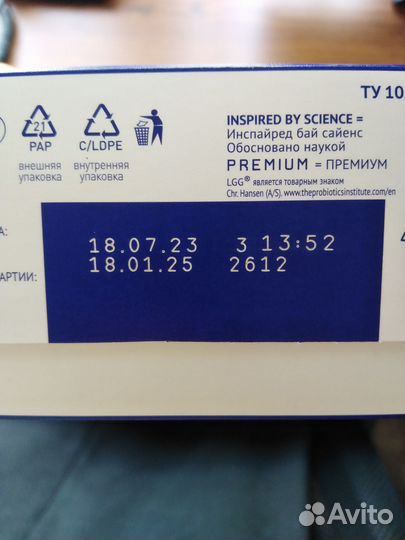 ТУ 10.
21
PAP
внешняя
упаковка
C/LDPE
внутренняя
упаковка
INSPIRED BY SCIENCE =
Инспайред бай сайенс
Обосновано наукой
PREMIUM = ПРЕМИУМ
LGG® является товарным знаком
Chr. Hansen (A/S). www.theprobioticsinstitute.com/en
А:
АРТИИ:
18.07.23 3 13:52
18.01.25 2612
Avito